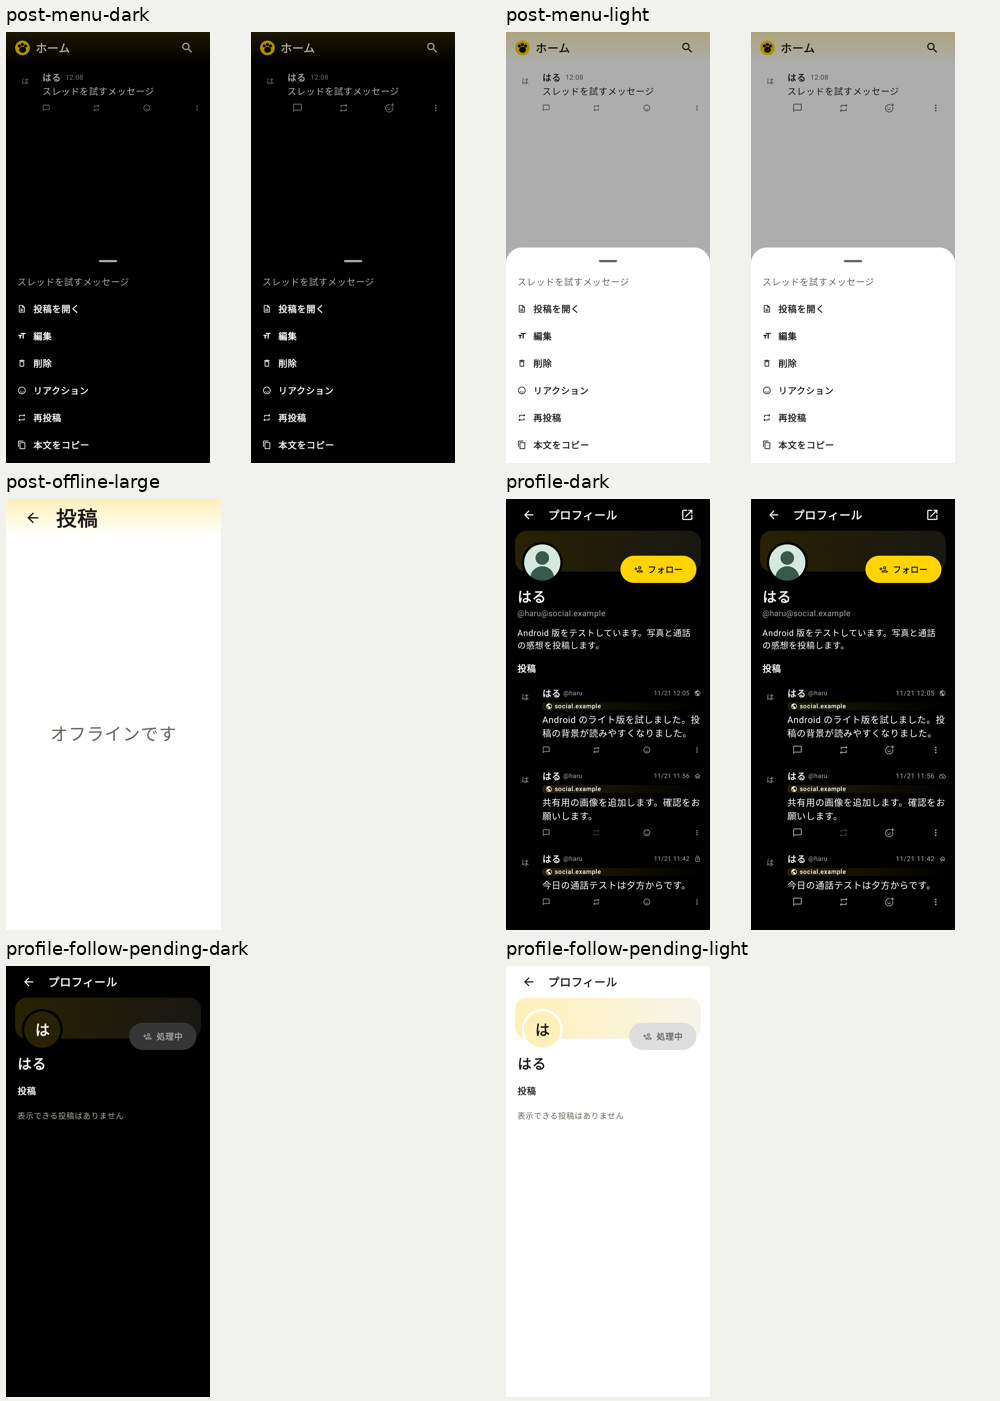 post-menu-dark
ホーム
はる 12:08
スレッドを試すメッセージ
スレッドを試すメッセージ
投稿を開く
編集
削除
リアクション
再投稿
本文をコピー
ホーム
はる 12:08
スレッドを試すメッセージ
スレッドを試すメッセージ
投稿を開く
編集
削除
リアクション
再投稿
本文をコピー
post-menu-light
ホーム
は
はる 12:08
スレッドを試すメッセージ
スレッドを試すメッセージ
投稿を開く
編集
削除
リアクション
再投稿
本文をコピー
ホーム
は
はる 12:08
スレッドを試すメッセージ
スレッドを試すメッセージ
投稿を開く
編集
削除
リアクション
再投稿
本文をコピー
post-offline-large
投稿
オフラインです
profile-dark
プロフィール
フォロー
はる
@haru@social.example
Android 版をテストしています。写真と通話
の感想を投稿します。
投稿
は
はる @haru 11/21 12:05
social.example
Android のライト版を試しました。投
稿の背景が読みやすくなりました。
は
はる @haru 11/21 11:56
social.example
共有用の画像を追加します。確認をお
願いします。
は
はる @haru 11/21 11:42
social.example
今日の通話テストは夕方からです。
プロフィール
フォロー
はる
@haru@social.example
Android 版をテストしています。写真と通話
の感想を投稿します。
投稿
は
はる @haru 11/21 12:05
social.example
Android のライト版を試しました。投
稿の背景が読みやすくなりました。
は
はる @haru 11/21 11:56
social.example
共有用の画像を追加します。確認をお
願いします。
は
はる @haru 11/21 11:42
social.example
今日の通話テストは夕方からです。
profile-follow-pending-dark
プロフィール
は
処理中
はる
投稿
表示できる投稿はありません
profile-follow-pending-light
プロフィール
は
処理中
はる
投稿
表示できる投稿はありません